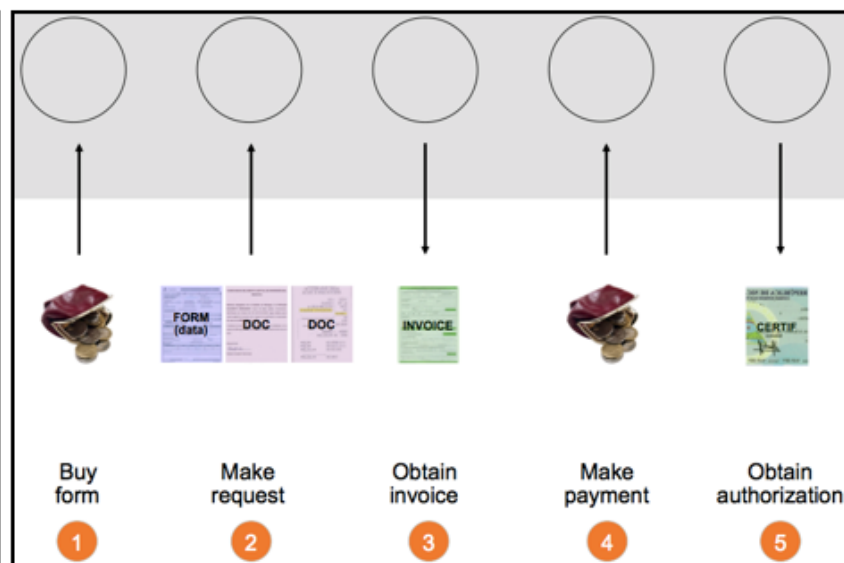 FORM
(data)
DOC
DOC
INVOICE
CERTIF
Buy
form
Make
request
Obtain
invoice
Make
payment
Obtain
authorization
1
2
3
4
5